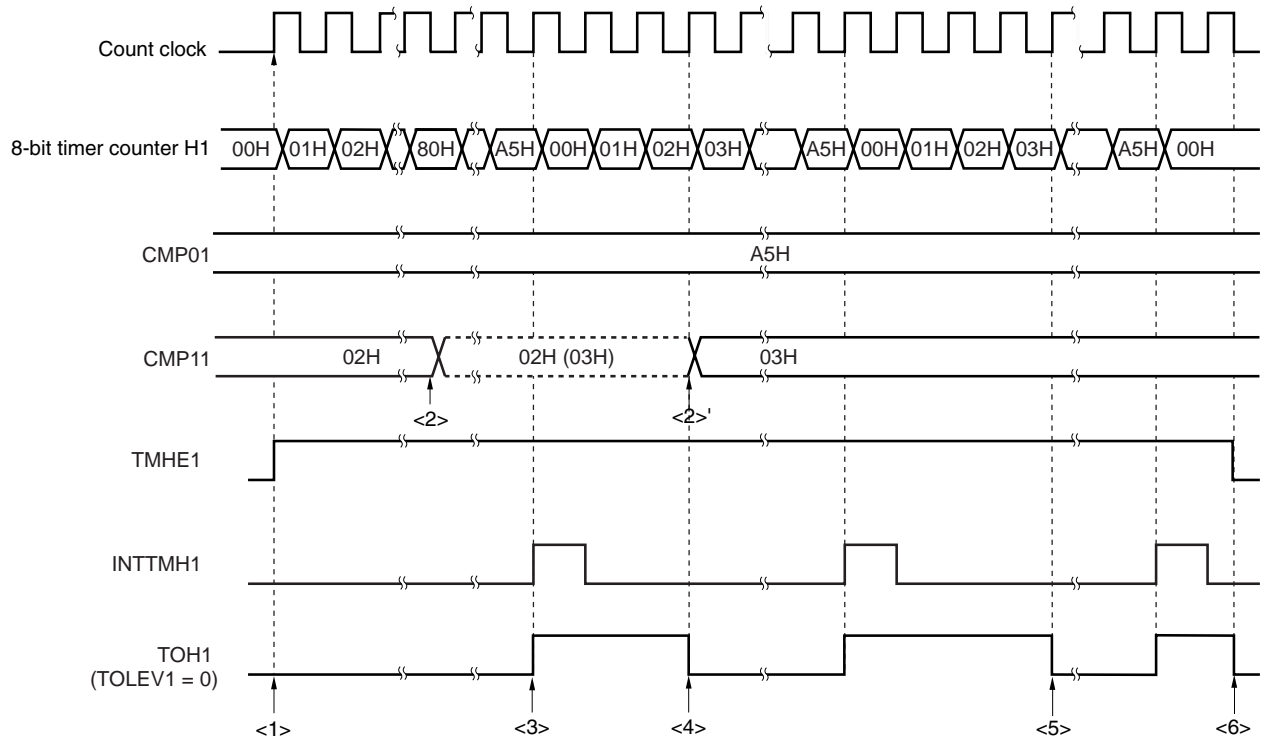 Count clock
8-bit timer counter H1 00H 01H 02H 80H A5H 00H 01H 02H 03H A5H 00H 01H 02H 03H A5H 00H
CMP01 A5H
CMP11 02H 02H (03H) 03H
<2> <2>'
TMHE1
INTTMH1
TOH1
(TOLEV1 = 0)
<1> <3> <4> <5> <6>